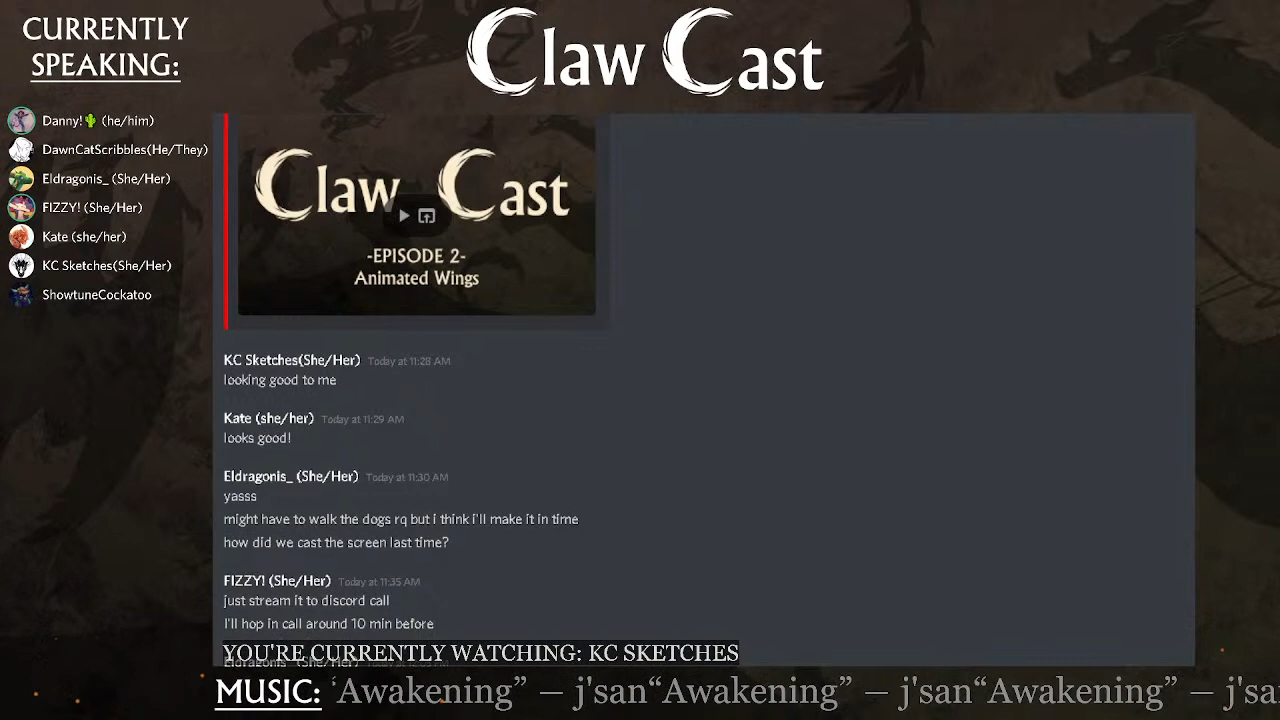 CURRENTLY
SPEAKING:
Claw Cast
Danny!🌵 (he/him)
DawnCatScribbles(He/They)
Eldragonis_ (She/Her)
FIZZY! (She/Her)
Kate (she/her)
KC Sketches(She/Her)
ShowtuneCockatoo
Claw Cast
-EPISODE 2-
Animated Wings
KC Sketches(She/Her) Today at 11:28 AM
looking good to me
Kate (she/her) Today at 11:29 AM
looks good!
Eldragonis_ (She/Her) Today at 11:30 AM
yasss
might have to walk the dogs rq but i think i'll make it in time
how did we cast the screen last time?
FIZZY! (She/Her) Today at 11:35 AM
just stream it to discord call
I'll hop in call around 10 min before
YOU'RE CURRENTLY WATCHING: KC SKETCHES
Eldragonis_ (She/Her)
MUSIC: “Awakening” — j'san“Awakening” — j'san“Awakening” — j'sa